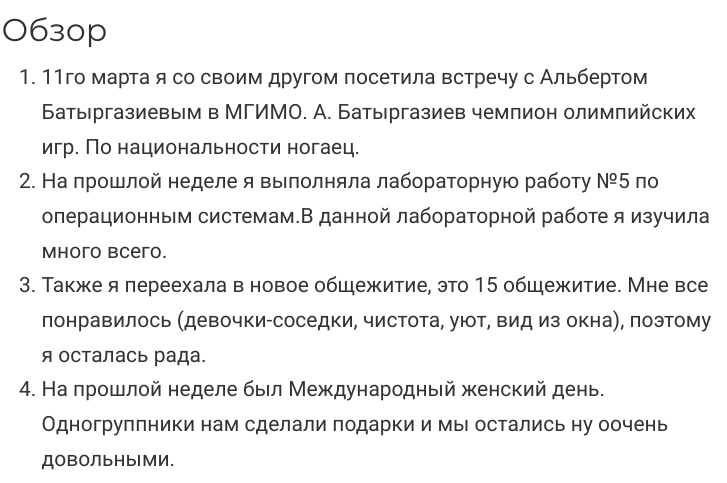 Обзор
1. 11го марта я со своим другом посетила встречу с Альбертом
Батыргазиевым в МГИМО. А. Батыргазиев чемпион олимпийских
игр. По национальности ногаец.
2. На прошлой неделе я выполняла лабораторную работу №5 по
операционным системам.В данной лабораторной работе я изучила
много всего.
3. Также я переехала в новое общежитие, это 15 общежитие. Мне все
понравилось (девочки-соседки, чистота, уют, вид из окна), поэтому
я осталась рада.
4. На прошлой неделе был Международный женский день.
Одногруппники нам сделали подарки и мы остались ну оочень
довольными.